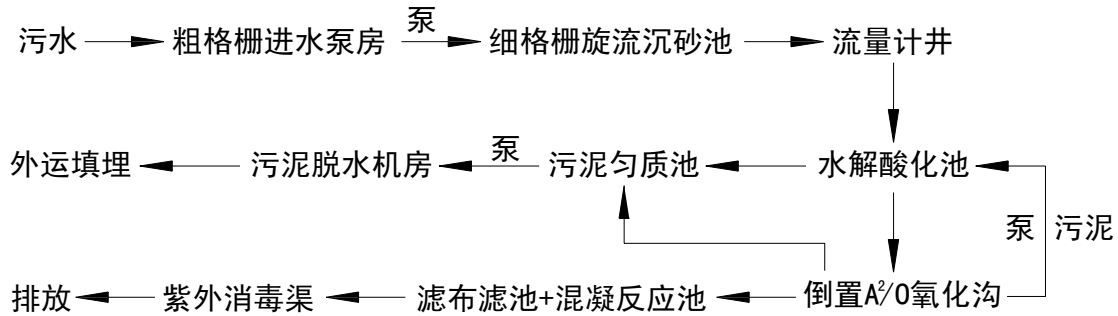 污水 粗格栅进水泵房 泵 细格栅旋流沉砂池 流量计井
外运填埋 污泥脱水机房 泵 污泥匀质池 水解酸化池
泵 污泥
排放 紫外消毒渠 滤布滤池+混凝反应池 倒置A²/O氧化沟